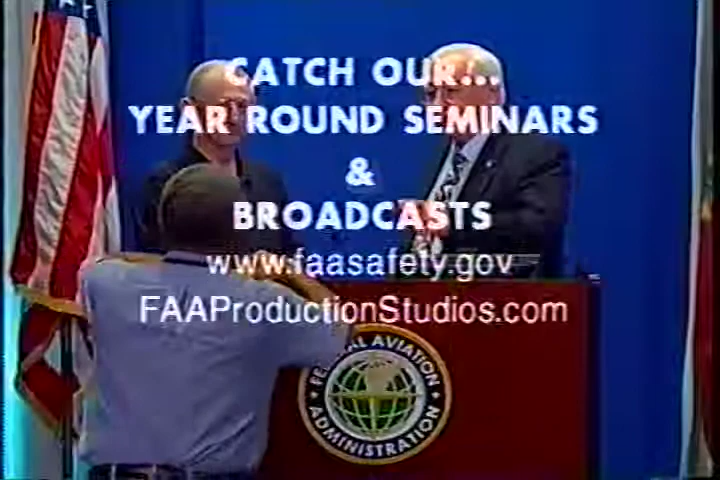 CATCH OUR...
YEAR ROUND SEMINARS
&
BROADCASTS
www.faasafety.gov
FAAProductionStudios.com
FEDERAL AVIATION
ADMINISTRATION